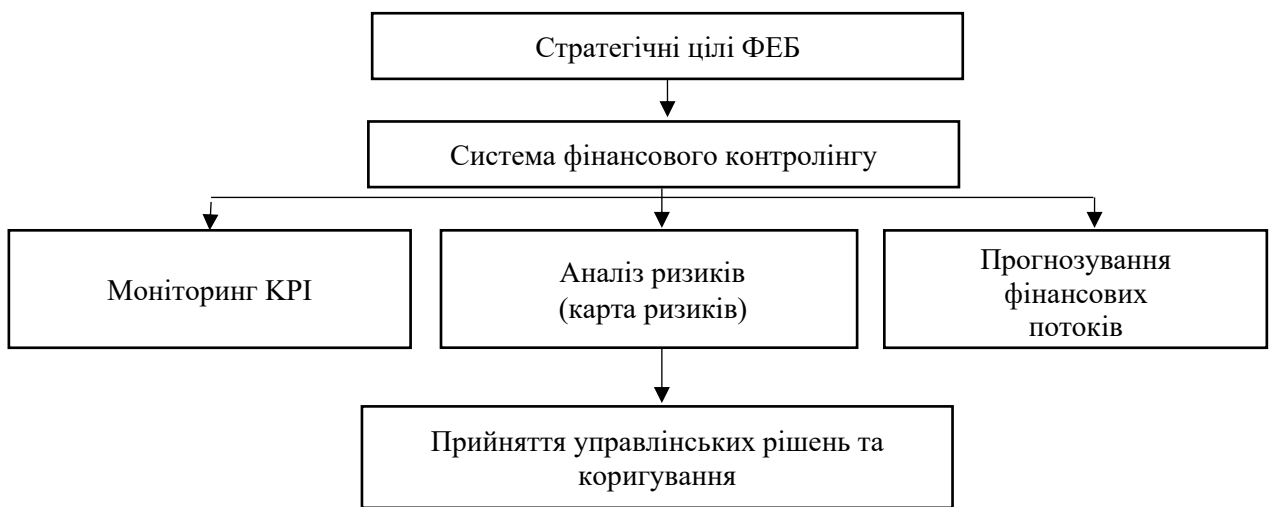 Стратегічні цілі ФЕБ
Система фінансового контролінгу
Моніторинг KPI
Аналіз ризиків
(карта ризиків)
Прогнозування
фінансових
потоків
Прийняття управлінських рішень та
коригування